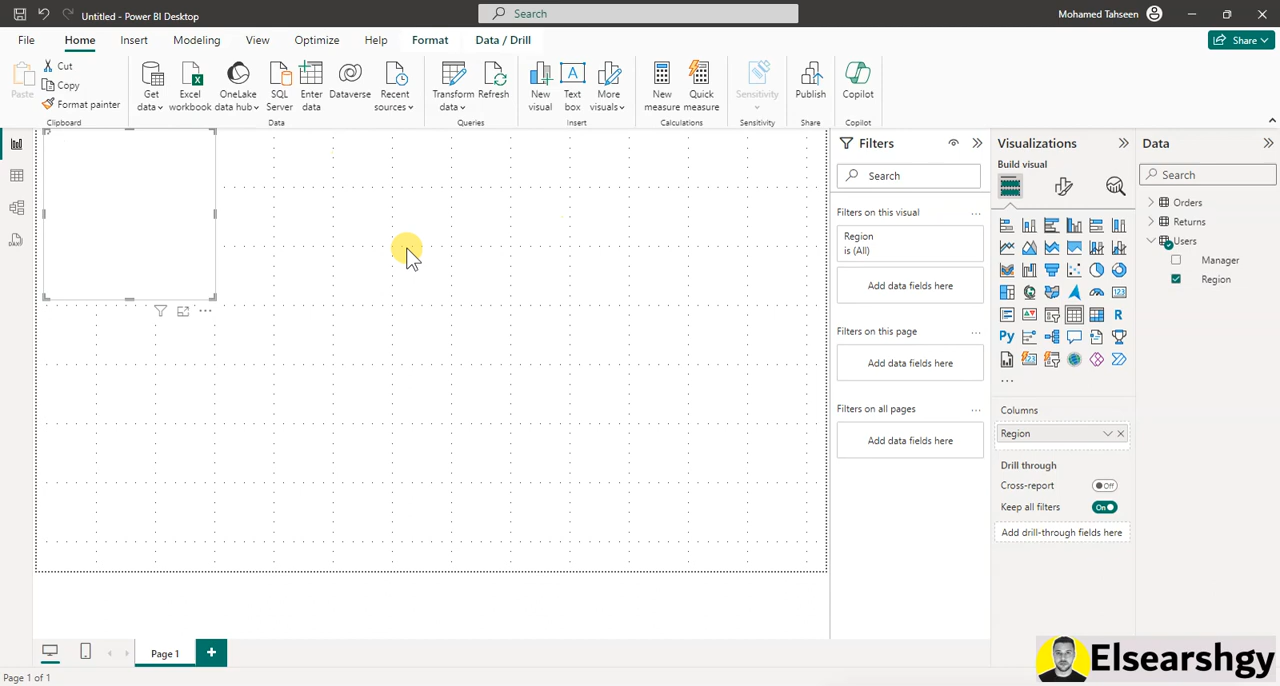 Untitled - Power BI Desktop
Search
Mohamed Tahseen
File
Home
Insert
Modeling
View
Optimize
Help
Format
Data / Drill
Share
Paste
Cut
Copy
Format painter
Clipboard
Get
data
Excel
workbook
OneLake
data hub
SQL
Server
Enter
data
Dataverse
Recent
sources
Data
Transform
data
Refresh
Queries
New
visual
Text
box
More
visuals
Insert
New
measure
Quick
measure
Calculations
Sensitivity
Sensitivity
Publish
Share
Copilot
Copilot
Filters
Search
Filters on this visual
Region
is (All)
Add data fields here
Filters on this page
Add data fields here
Filters on all pages
Add data fields here
Visualizations
Build visual
123
R
Py
Columns
Region
Drill through
Cross-report
Off
Keep all filters
On
Add drill-through fields here
Data
Search
Orders
Returns
Users
Manager
Region
Page 1
Page 1 of 1
Elsearshgy